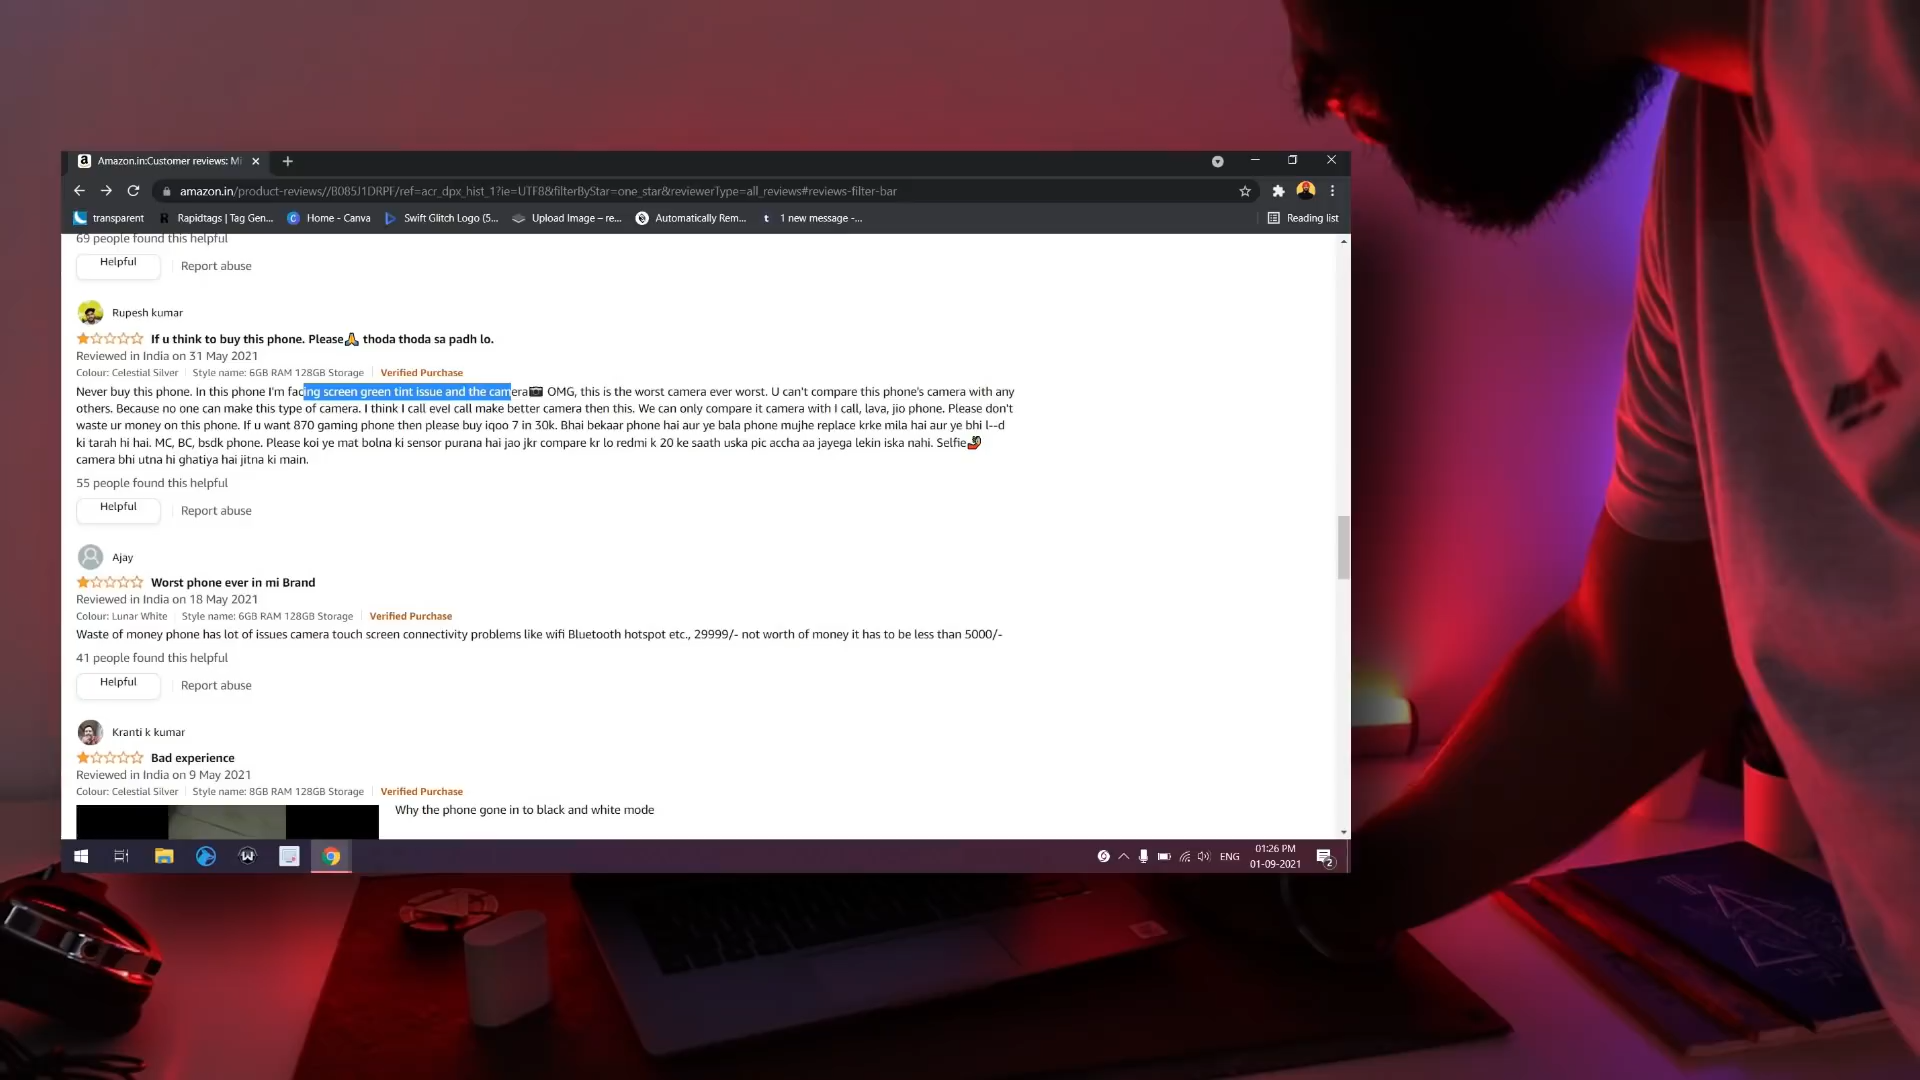 Amazon.in:Customer reviews: Mi
amazon.in/product-reviews//B085J1DRPF/ref=acr_dpx_hist_1?ie=UTF8&filterByStar=one_star&reviewerType=all_reviews#reviews-filter-bar
transparent Rapidtags | Tag Gen... Home - Canva Swift Glitch Logo (5... Upload Image – re... Automatically Rem... 1 new message -... Reading list
69 people found this helpful
Helpful Report abuse
Rupesh kumar
If u think to buy this phone. Please🙏 thoda thoda sa padh lo.
Reviewed in India on 31 May 2021
Colour: Celestial Silver Style name: 6GB RAM 128GB Storage Verified Purchase
Never buy this phone. In this phone I'm facing screen green tint issue and the camera📷 OMG, this is the worst camera ever worst. U can't compare this phone's camera with any
others. Because no one can make this type of camera. I think I call evel call make better camera then this. We can only compare it camera with I call, lava, jio phone. Please don't
waste ur money on this phone. If u want 870 gaming phone then please buy iqoo 7 in 30k. Bhai bekaar phone hai aur ye bala phone mujhe replace krke mila hai aur ye bhi l--d
ki tarah hi hai. MC, BC, bsdk phone. Please koi ye mat bolna ki sensor purana hai jao jkr compare kr lo redmi k 20 ke saath uska pic accha aa jayega lekin iska nahi. Selfie🤳
camera bhi utna hi ghatiya hai jitna ki main.
55 people found this helpful
Helpful Report abuse
Ajay
Worst phone ever in mi Brand
Reviewed in India on 18 May 2021
Colour: Lunar White Style name: 6GB RAM 128GB Storage Verified Purchase
Waste of money phone has lot of issues camera touch screen connectivity problems like wifi Bluetooth hotspot etc., 29999/- not worth of money it has to be less than 5000/-
41 people found this helpful
Helpful Report abuse
Kranti k kumar
Bad experience
Reviewed in India on 9 May 2021
Colour: Celestial Silver Style name: 8GB RAM 128GB Storage Verified Purchase
Why the phone gone in to black and white mode
ENG 01:26 PM
01-09-2021 2